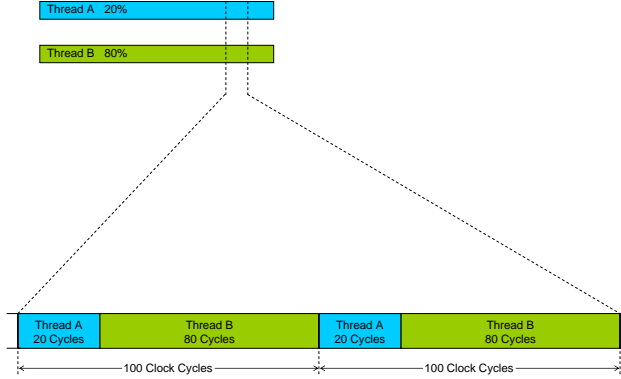 Thread A 20%
Thread B 80%
Thread A
20 Cycles
Thread B
80 Cycles
Thread A
20 Cycles
Thread B
80 Cycles
100 Clock Cycles
100 Clock Cycles